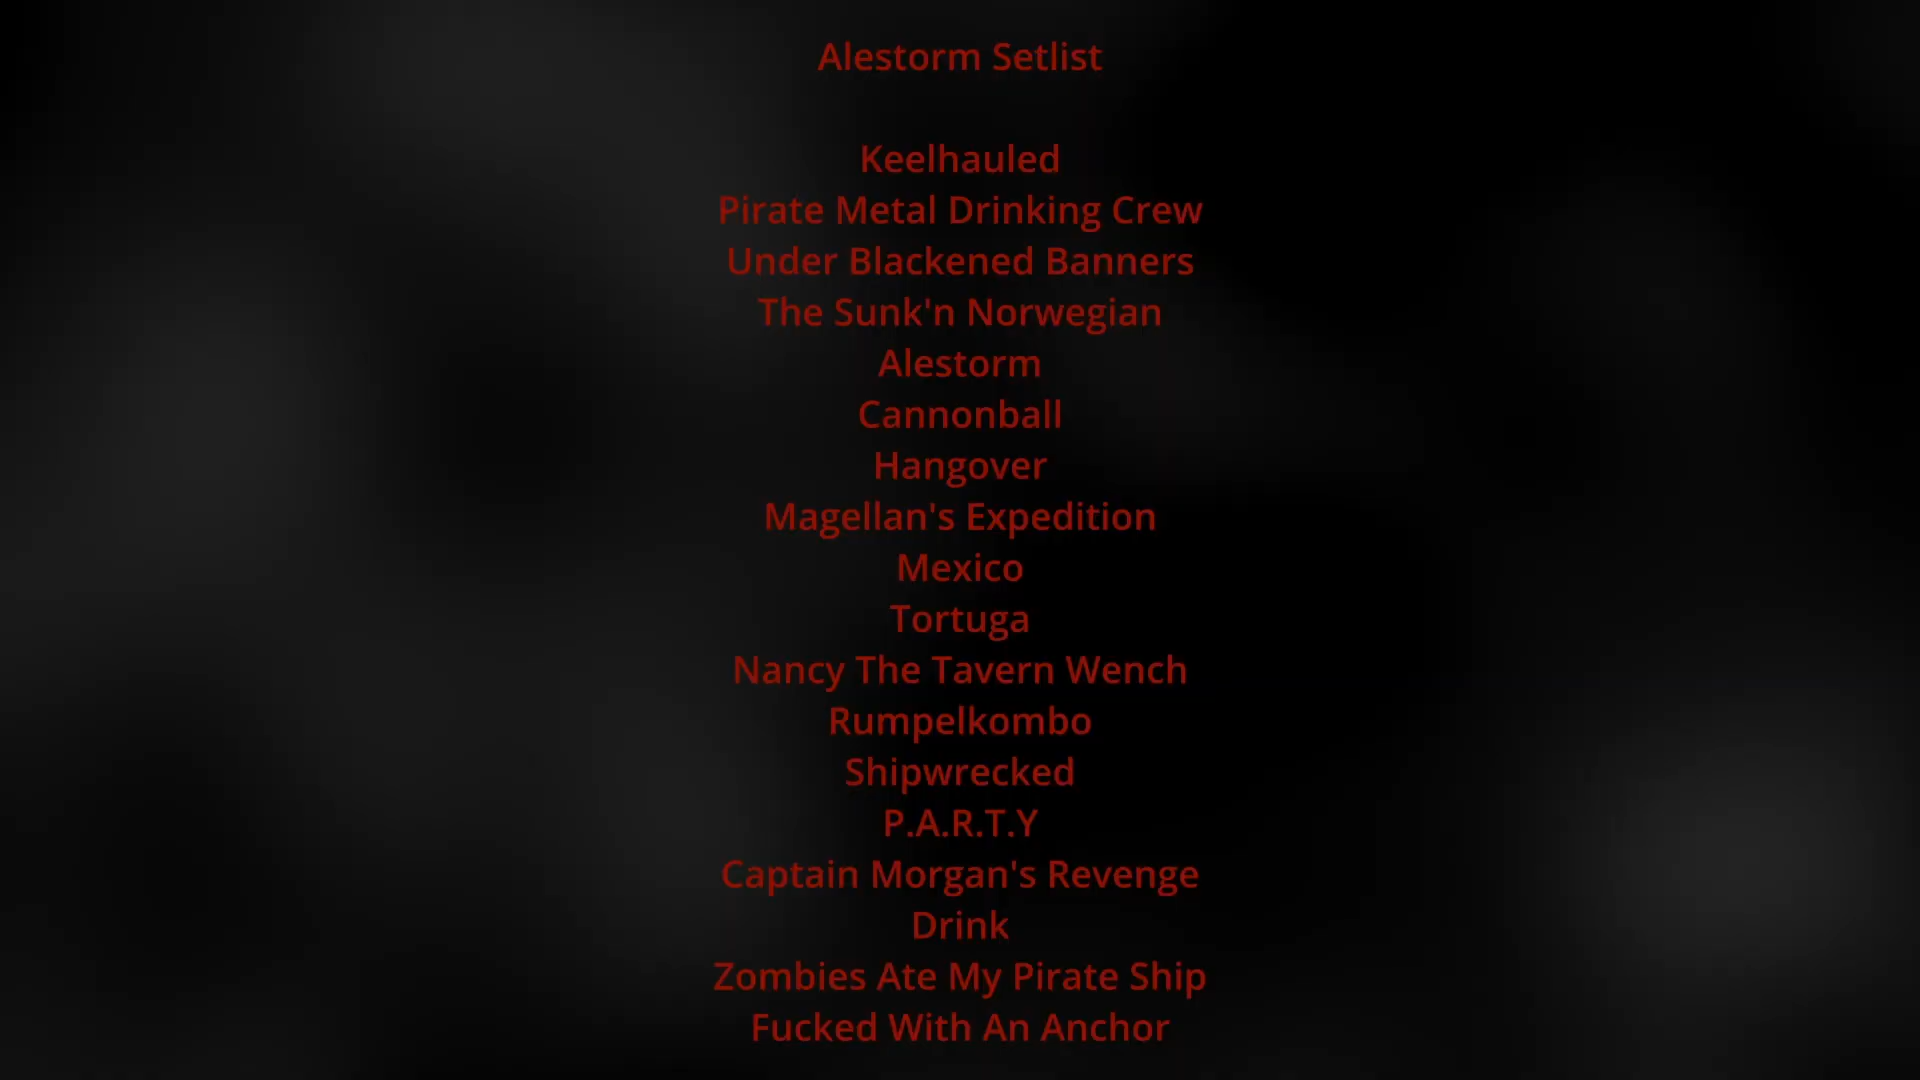 Alestorm Setlist
Keelhauled
Pirate Metal Drinking Crew
Under Blackened Banners
The Sunk'n Norwegian
Alestorm
Cannonball
Hangover
Magellan's Expedition
Mexico
Tortuga
Nancy The Tavern Wench
Rumpelkombo
Shipwrecked
P.A.R.T.Y
Captain Morgan's Revenge
Drink
Zombies Ate My Pirate Ship
Fucked With An Anchor